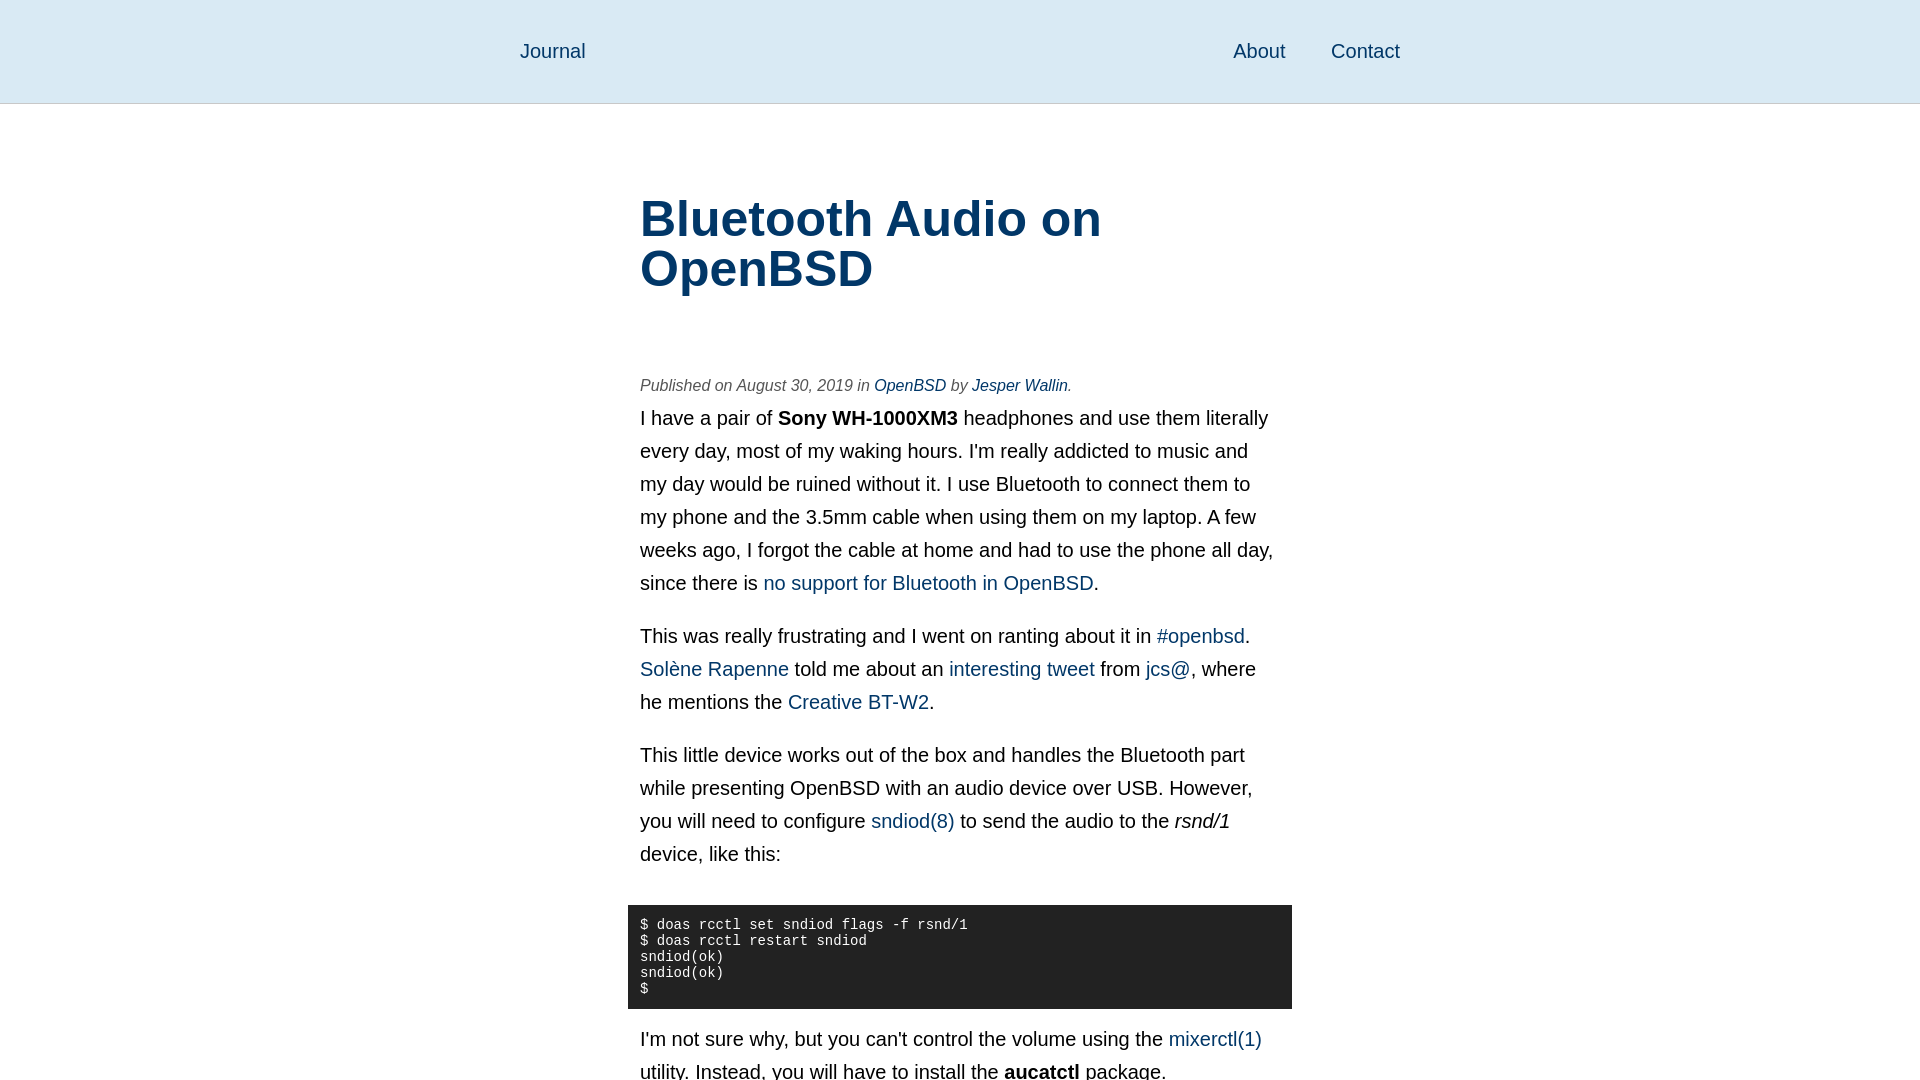 Journal About Contact
Bluetooth Audio on
OpenBSD
Published on August 30, 2019 in OpenBSD by Jesper Wallin.
I have a pair of Sony WH-1000XM3 headphones and use them literally
every day, most of my waking hours. I'm really addicted to music and
my day would be ruined without it. I use Bluetooth to connect them to
my phone and the 3.5mm cable when using them on my laptop. A few
weeks ago, I forgot the cable at home and had to use the phone all day,
since there is no support for Bluetooth in OpenBSD.
This was really frustrating and I went on ranting about it in #openbsd.
Solène Rapenne told me about an interesting tweet from jcs@, where
he mentions the Creative BT-W2.
This little device works out of the box and handles the Bluetooth part
while presenting OpenBSD with an audio device over USB. However,
you will need to configure sndiod(8) to send the audio to the rsnd/1
device, like this:
$ doas rcctl set sndiod flags -f rsnd/1
$ doas rcctl restart sndiod
sndiod(ok)
sndiod(ok)
$
I'm not sure why, but you can't control the volume using the mixerctl(1)
utility. Instead, you will have to install the aucatctl package.